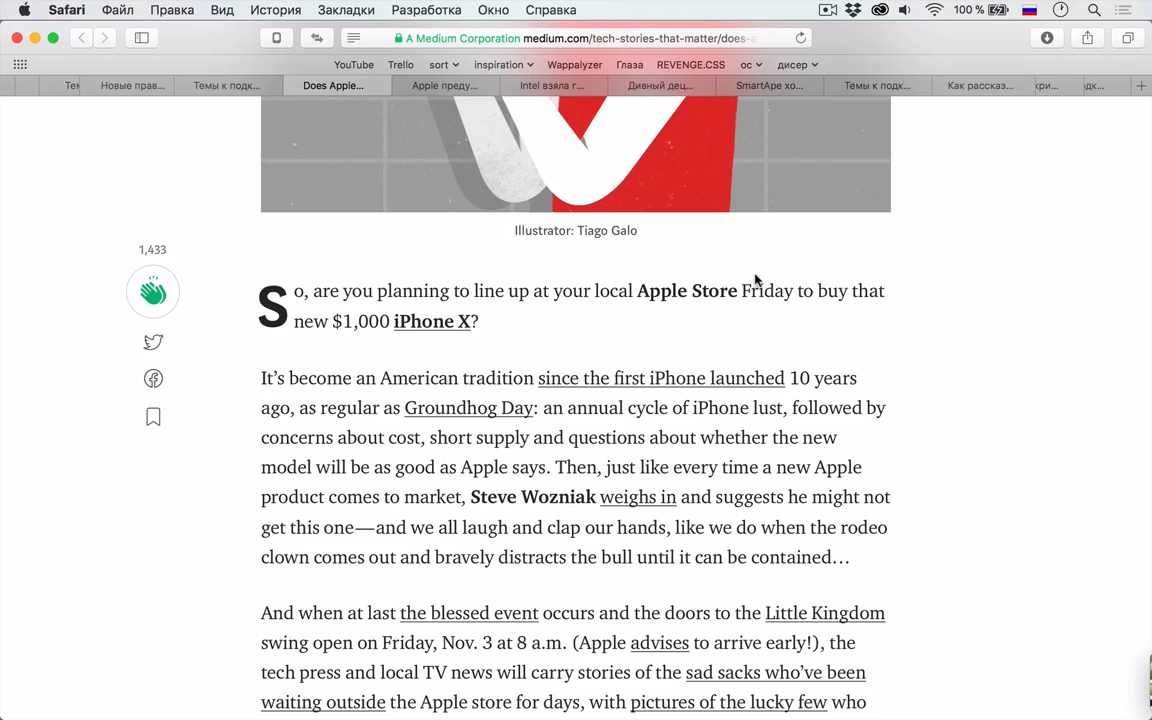 Safari Файл Правка Вид История Закладки Разработка Окно Справка 100 %
A Medium Corporation medium.com/tech-stories-that-matter/does-a
YouTube Trello sort inspiration Wappalyzer Глаза REVENGE.CSS ос дисер
Тем Новые прав... Темы к подк... Does Apple... Apple преду... Intel взяла г... Дивный дец... SmartApe хо... Темы к подк... Как рассказ... кри... дк...
Illustrator: Tiago Galo
1,433
So, are you planning to line up at your local Apple Store Friday to buy that
new $1,000 iPhone X?
It’s become an American tradition since the first iPhone launched 10 years
ago, as regular as Groundhog Day: an annual cycle of iPhone lust, followed by
concerns about cost, short supply and questions about whether the new
model will be as good as Apple says. Then, just like every time a new Apple
product comes to market, Steve Wozniak weighs in and suggests he might not
get this one—and we all laugh and clap our hands, like we do when the rodeo
clown comes out and bravely distracts the bull until it can be contained…
And when at last the blessed event occurs and the doors to the Little Kingdom
swing open on Friday, Nov. 3 at 8 a.m. (Apple advises to arrive early!), the
tech press and local TV news will carry stories of the sad sacks who’ve been
waiting outside the Apple store for days, with pictures of the lucky few who